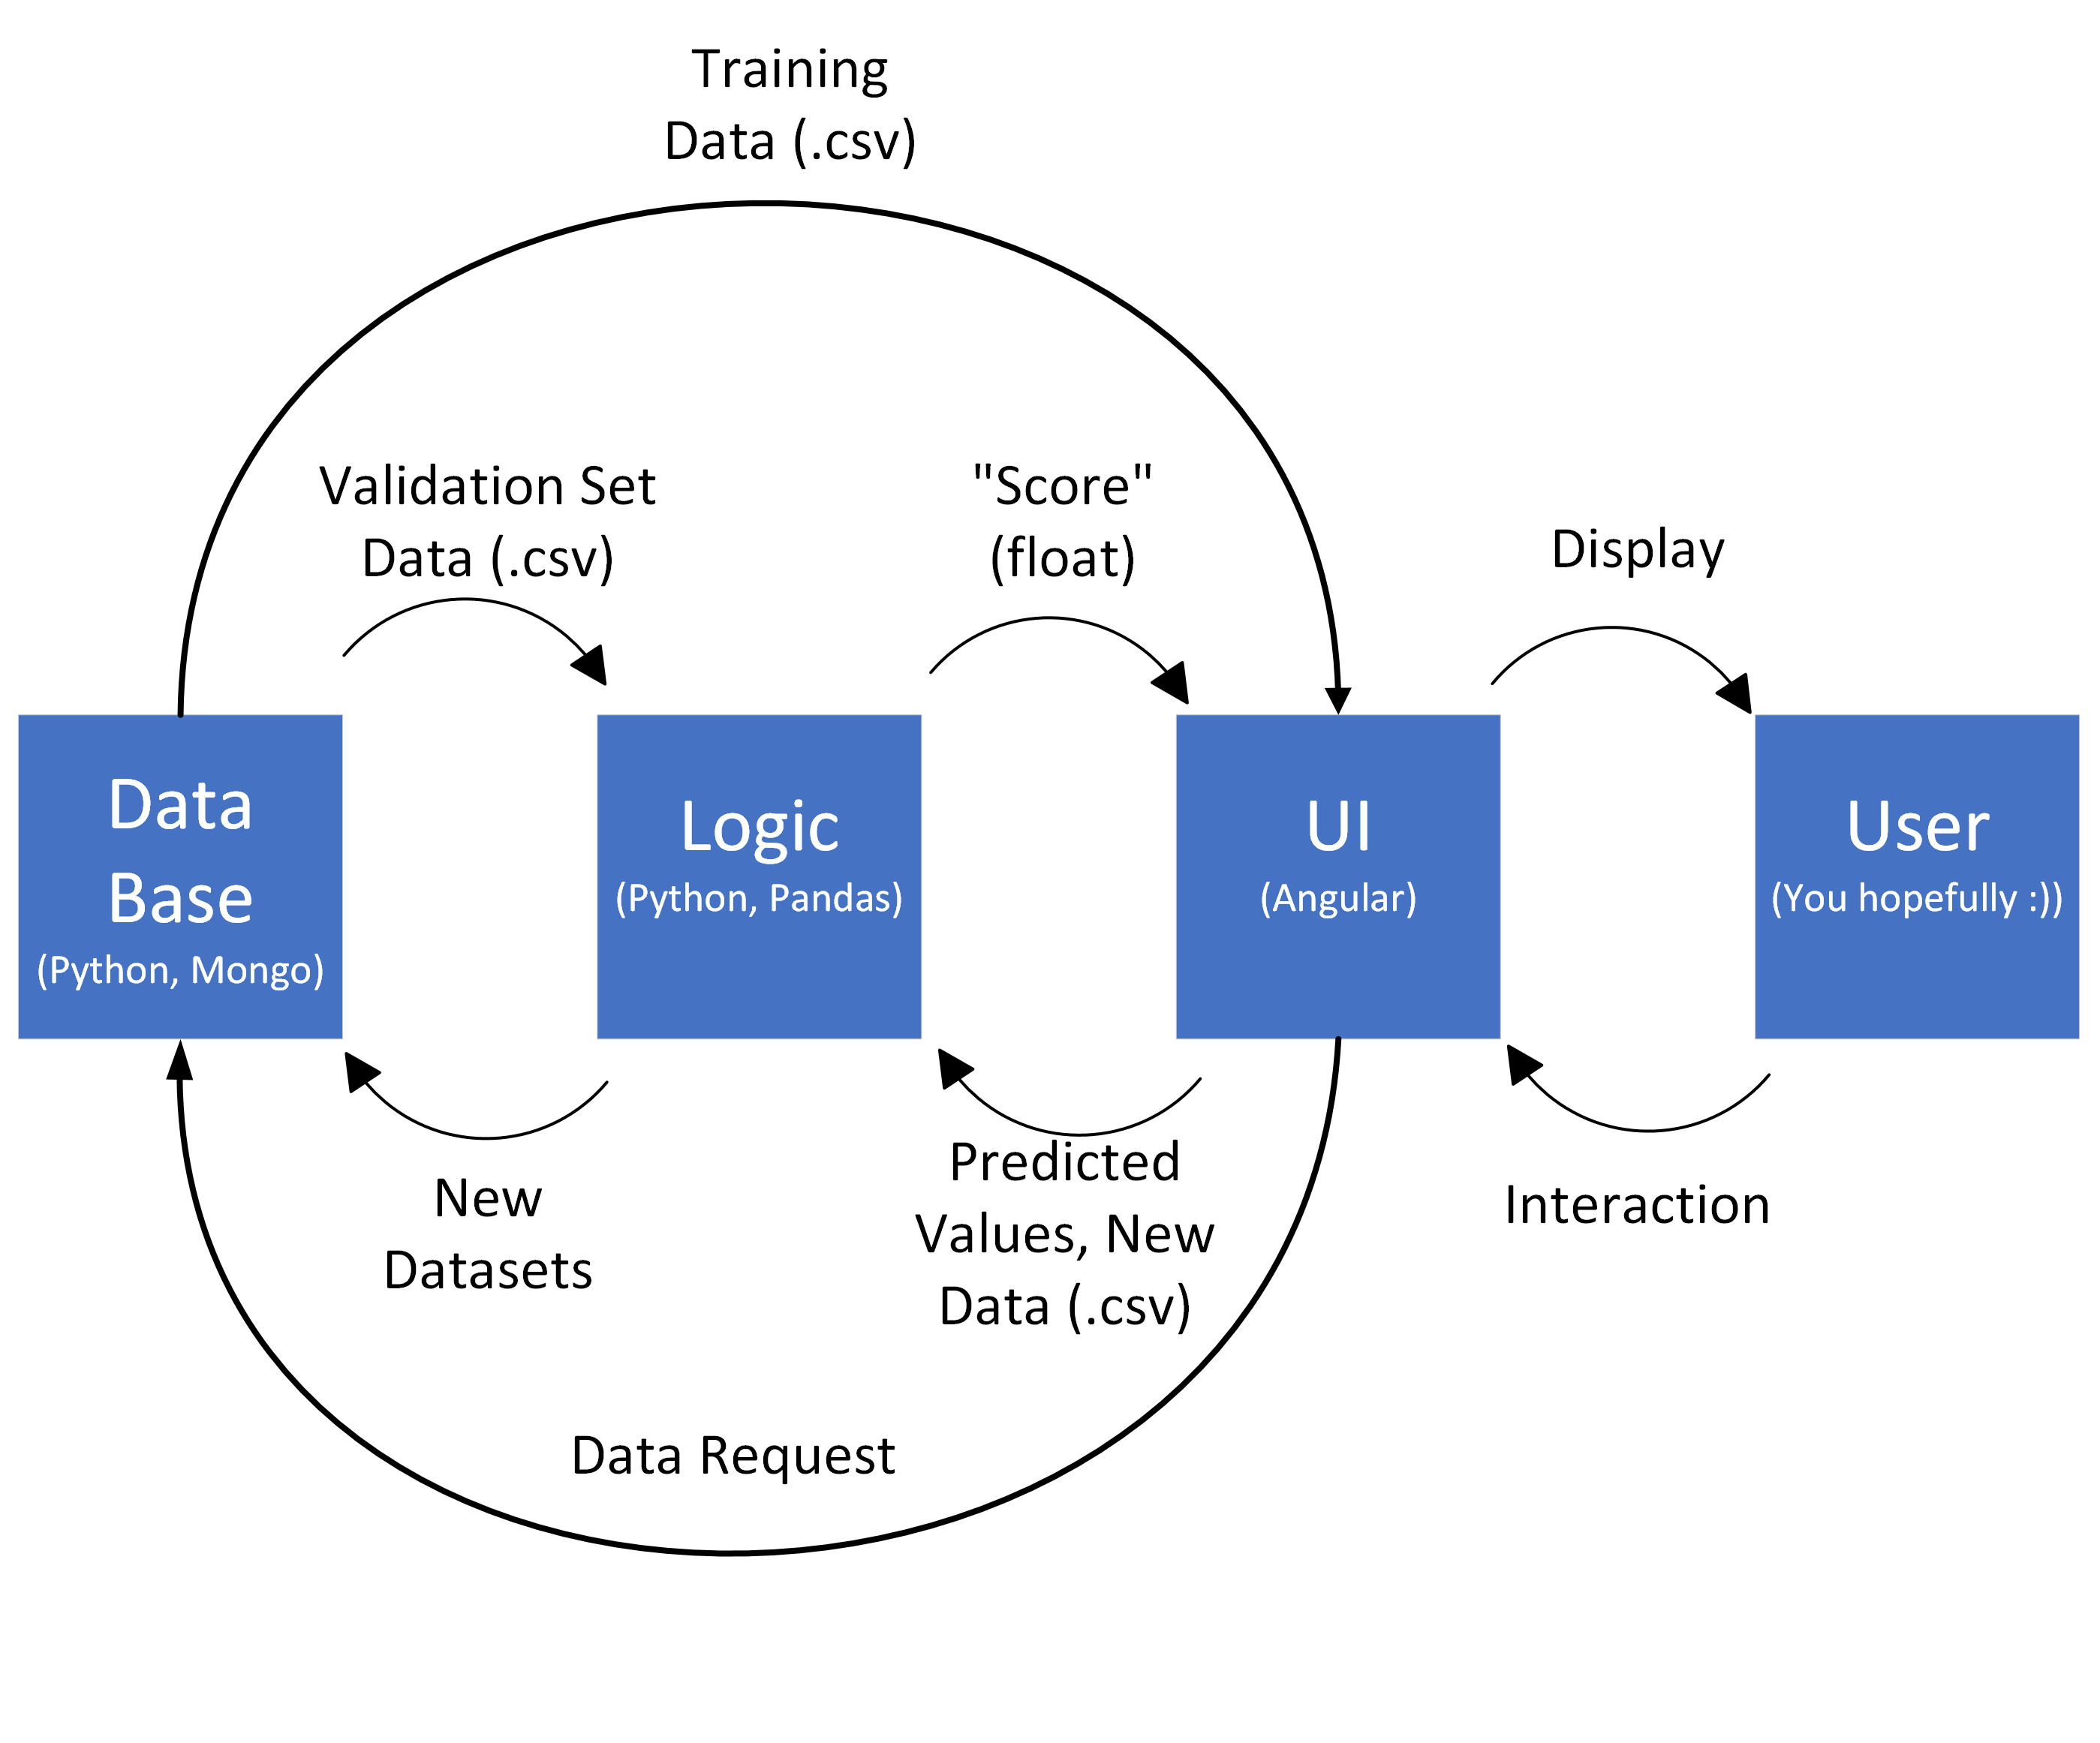 Training
Data (.csv)
Validation Set
Data (.csv)
"Score"
(float)
Display
Data
Base
(Python, Mongo)
Logic
(Python, Pandas)
UI
(Angular)
User
(You hopefully :))
New
Datasets
Predicted
Values, New
Data (.csv)
Interaction
Data Request